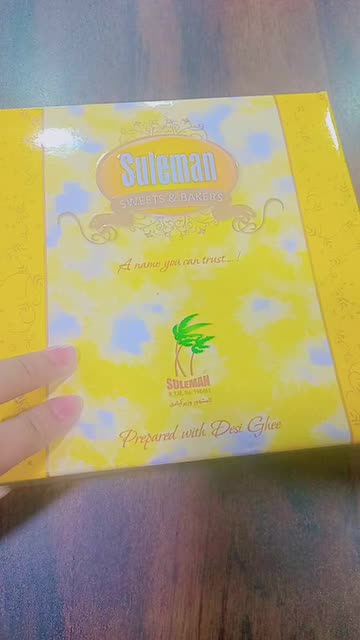 Suleman
SWEETS & BAKERS
A name you can trust....!
SULEMAN
Prepared with Desi Ghee